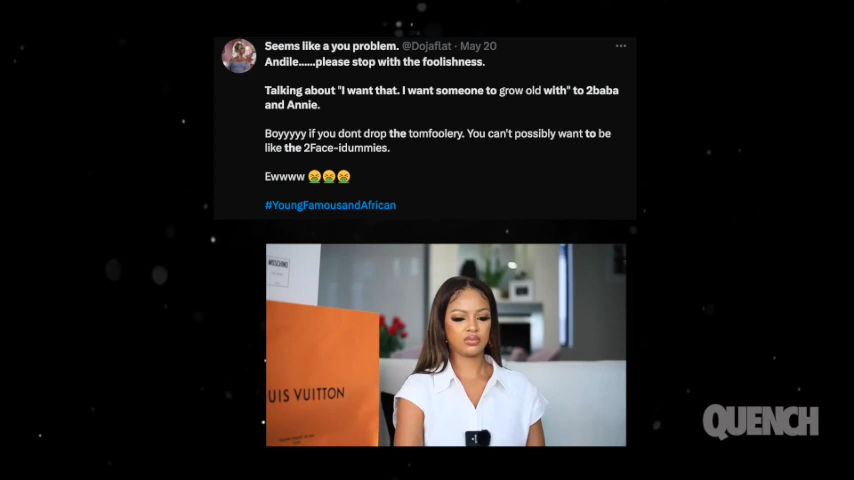 Seems like a you problem. @Dojaflat · May 20
Andile......please stop with the foolishness.
Talking about "I want that. I want someone to grow old with" to 2baba
and Annie.
Boyyyyy if you dont drop the tomfoolery. You can't possibly want to be
like the 2Face-idummies.
Ewwww 🤮🤮🤮
#YoungFamousandAfrican
MOSCHINO
UIS VUITTON
QUENCH